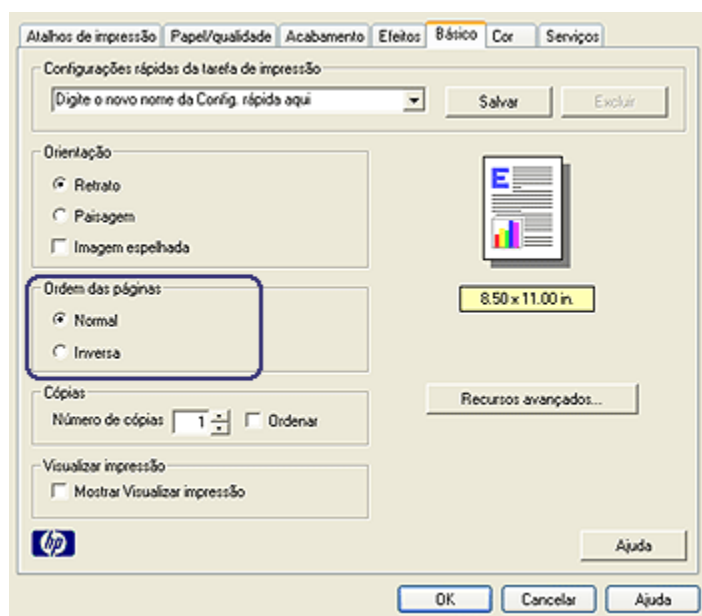 Atalhos de impressão Papel/qualidade Acabamento Efeitos Básico Cor Serviços
Configurações rápidas da tarefa de impressão
Digite o novo nome da Config. rápida aqui Salvar Excluir
Orientação
Retrato
Paisagem
Imagem espelhada
E
8.50 x 11.00 in.
Ordem das páginas
Normal
Inversa
Cópias
Número de cópias 1 Ordenar
Recursos avançados...
Visualizar impressão
Mostrar Visualizar impressão
hp
Ajuda
OK Cancelar Ajuda